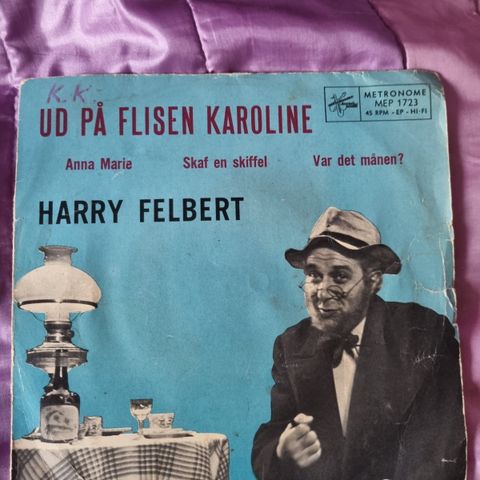 K.K.
METRONOME
MEP 1723
45 RPM - EP - HI-FI
UD PÅ FLISEN KAROLINE
Anna Marie Skaf en skiffel Var det månen?
HARRY FELBERT